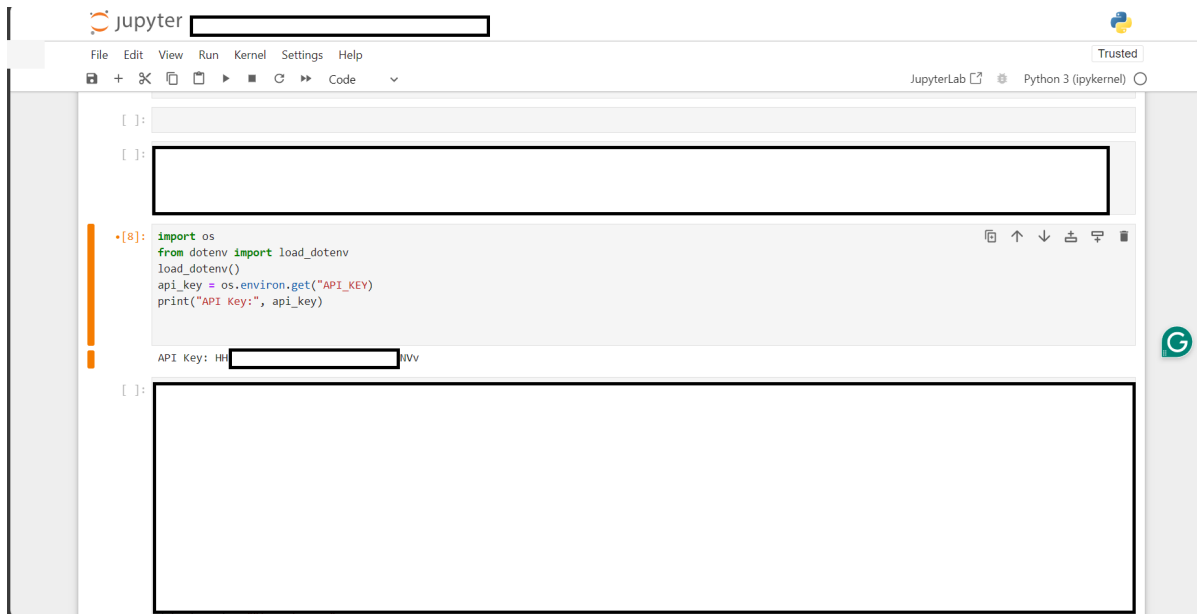 jupyter
File Edit View Run Kernel Settings Help
Trusted
Code
JupyterLab
Python 3 (ipykernel)
[ ]:
[ ]:
•[8]:
import os
from dotenv import load_dotenv
load_dotenv()
api_key = os.environ.get("API_KEY)
print("API Key:", api_key)
API Key: HH
NVv
[ ]:
G